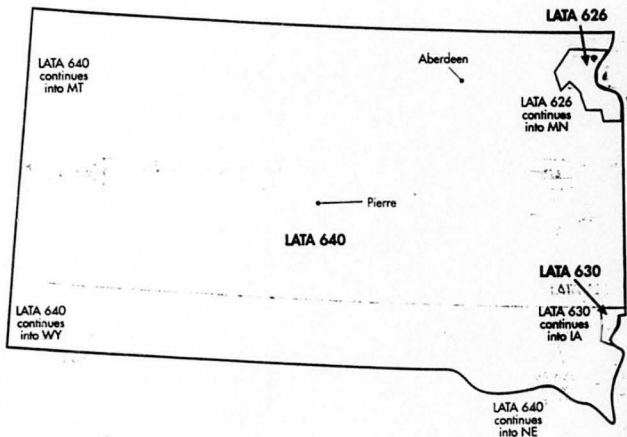 LATA 626
LATA 640
continues
into MT
Aberdeen
LATA 626
continues
into MN
Pierre
LATA 640
LATA 630
LATA 640
continues
into WY
LATA 630
continues
into IA
LATA 640
continues
into NE